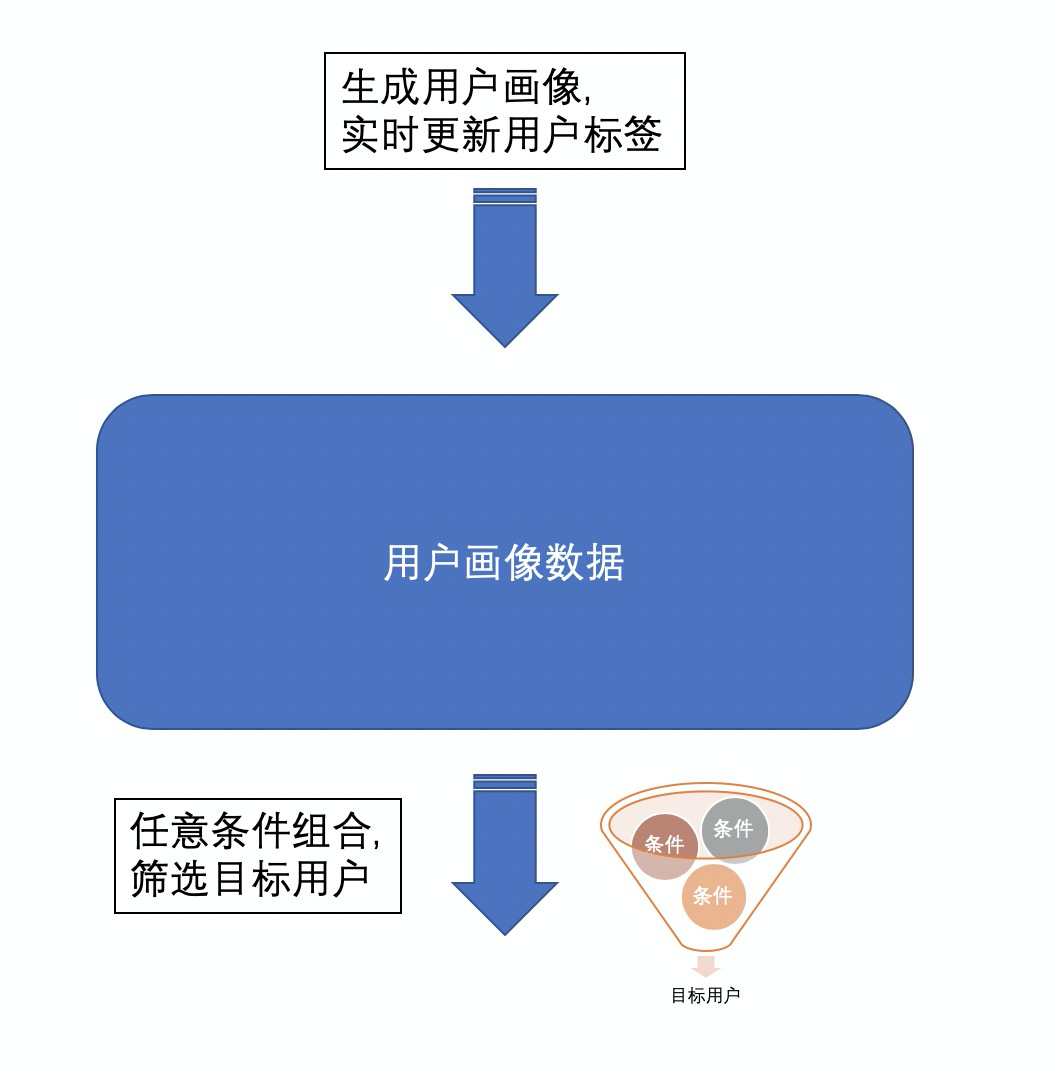 生成用户画像,
实时更新用户标签
用户画像数据
任意条件组合,
筛选目标用户
条件
条件
条件
目标用户